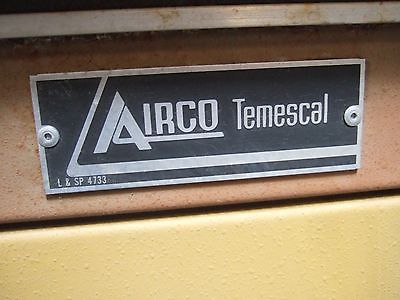 AIRCO Temescal
L & SP 4733